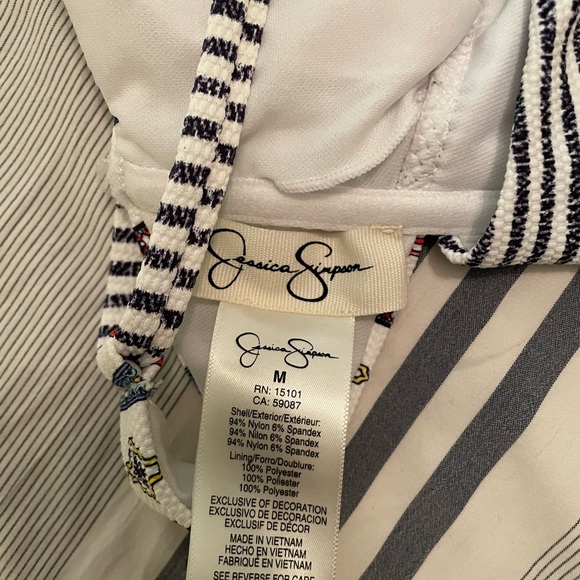 Jessica Simpson
Jessica Simpson
M
RN: 15101
CA: 59087
Shell/Exterior/Extérieur:
94% Nylon 6% Spandex
94% Nilon 6% Spandex
94% Nylon 6% Spandex
Lining/Forro/Doublure:
100% Polyester
100% Poliester
100% Polyester
EXCLUSIVE OF DECORATION
EXCLUSIVO DE DECORACION
EXCLUSIF DE DÉCOR
MADE IN VIETNAM
HECHO EN VIETNAM
FABRIQUÉ EN VIETNAM
SEE REVERSE FOR CARE